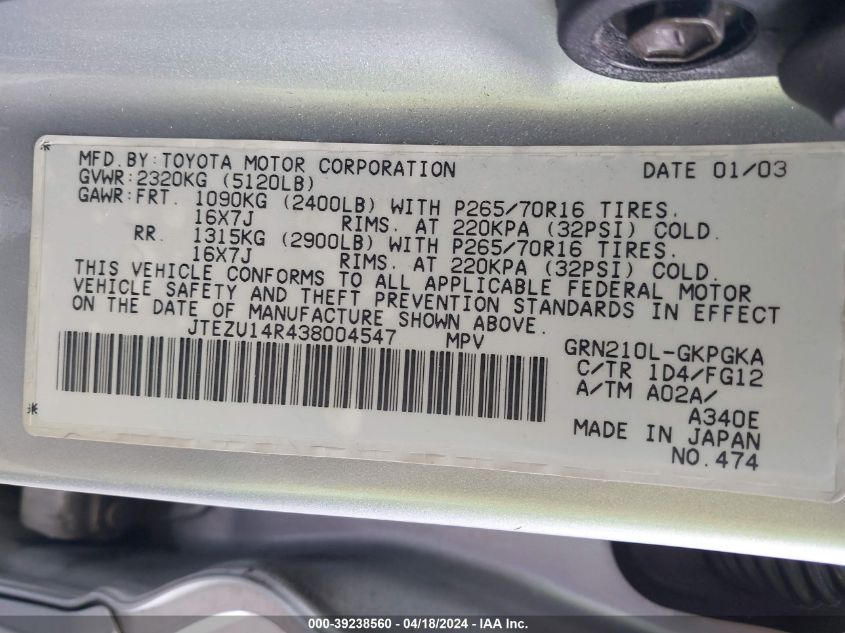 MFD.BY:TOYOTA MOTOR CORPORATION DATE 01/03
GVWR:2320KG (5120LB)
GAWR:FRT. 1090KG (2400LB) WITH P265/70R16 TIRES.
16X7J RIMS. AT 220KPA (32PSI) COLD.
RR. 1315KG (2900LB) WITH P265/70R16 TIRES.
16X7J RIMS. AT 220KPA (32PSI) COLD.
THIS VEHICLE CONFORMS TO ALL APPLICABLE FEDERAL MOTOR
VEHICLE SAFETY AND THEFT PREVENTION STANDARDS IN EFFECT
ON THE DATE OF MANUFACTURE SHOWN ABOVE.
JTEZU14R438004547 MPV GRN210L-GKPGKA
C/TR 1D4/FG12
A/TM A02A/
A340E
MADE IN JAPAN
NO.474
000-39238560 - 04/18/2024 - © IAA Inc.